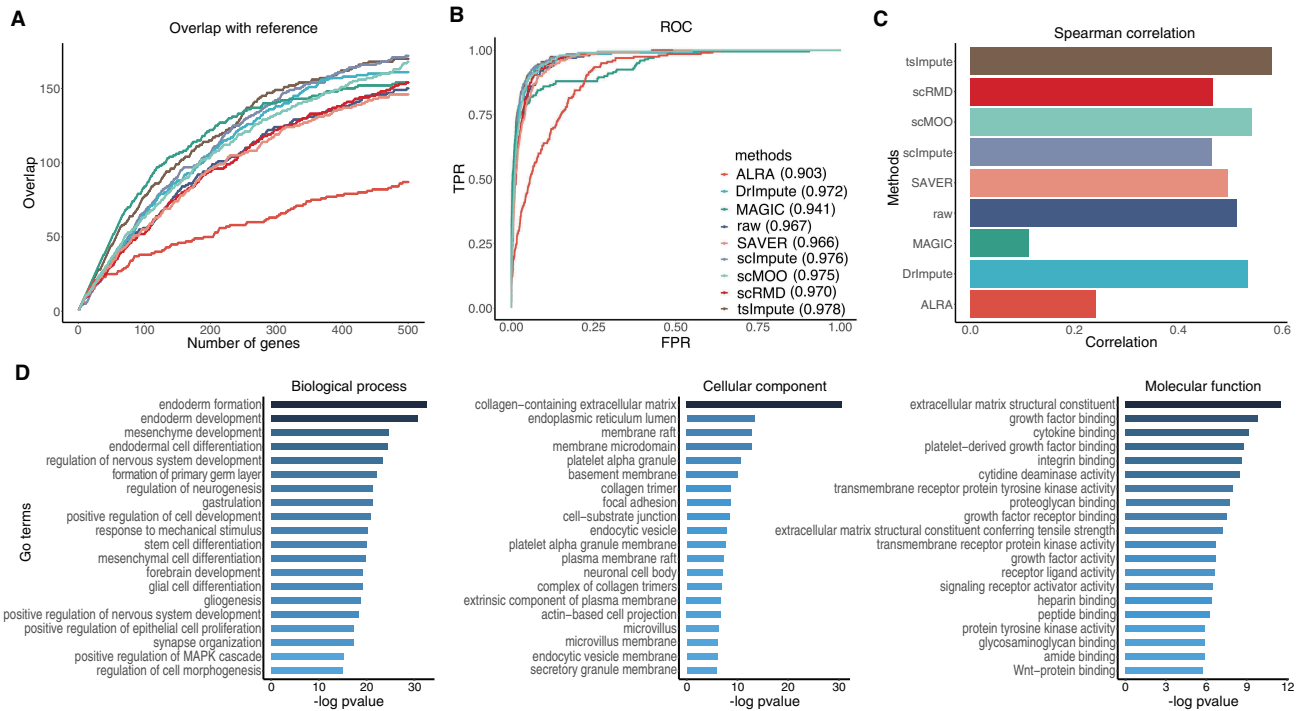 A
Overlap with reference
Overlap
150
100
50
0
0 100 200 300 400 500
Number of genes
B
ROC
TPR
1.00
0.75
0.50
0.25
0.00
methods
ALRA (0.903)
DrImpute (0.972)
MAGIC (0.941)
raw (0.967)
SAVER (0.966)
scImpute (0.976)
scMOO (0.975)
scRMD (0.970)
tsImpute (0.978)
0.00 0.25 0.50 0.75 1.00
FPR
C
Spearman correlation
Methods
tsImpute
scRMD
scMOO
scImpute
SAVER
raw
MAGIC
DrImpute
ALRA
0.0 0.2 0.4 0.6
Correlation
D
Go terms
Biological process
endoderm formation
endoderm development
mesenchyme development
endodermal cell differentiation
regulation of nervous system development
formation of primary germ layer
regulation of neurogenesis
gastrulation
positive regulation of cell development
response to mechanical stimulus
stem cell differentiation
mesenchymal cell differentiation
forebrain development
glial cell differentiation
gliogenesis
positive regulation of nervous system development
positive regulation of epithelial cell proliferation
synapse organization
positive regulation of MAPK cascade
regulation of cell morphogenesis
0 10 20 30
-log pvalue
Cellular component
collagen−containing extracellular matrix
endoplasmic reticulum lumen
membrane raft
membrane microdomain
platelet alpha granule
basement membrane
collagen trimer
focal adhesion
cell−substrate junction
endocytic vesicle
platelet alpha granule membrane
plasma membrane raft
neuronal cell body
complex of collagen trimers
extrinsic component of plasma membrane
actin−based cell projection
microvillus
microvillus membrane
endocytic vesicle membrane
secretory granule membrane
0 10 20 30
-log pvalue
Molecular function
extracellular matrix structural constituent
growth factor binding
cytokine binding
platelet−derived growth factor binding
integrin binding
cytidine deaminase activity
transmembrane receptor protein tyrosine kinase activity
proteoglycan binding
growth factor receptor binding
extracellular matrix structural constituent conferring tensile strength
transmembrane receptor protein kinase activity
growth factor activity
receptor ligand activity
signaling receptor activator activity
heparin binding
peptide binding
protein tyrosine kinase activity
glycosaminoglycan binding
amide binding
Wnt−protein binding
0 3 6 9 12
-log pvalue